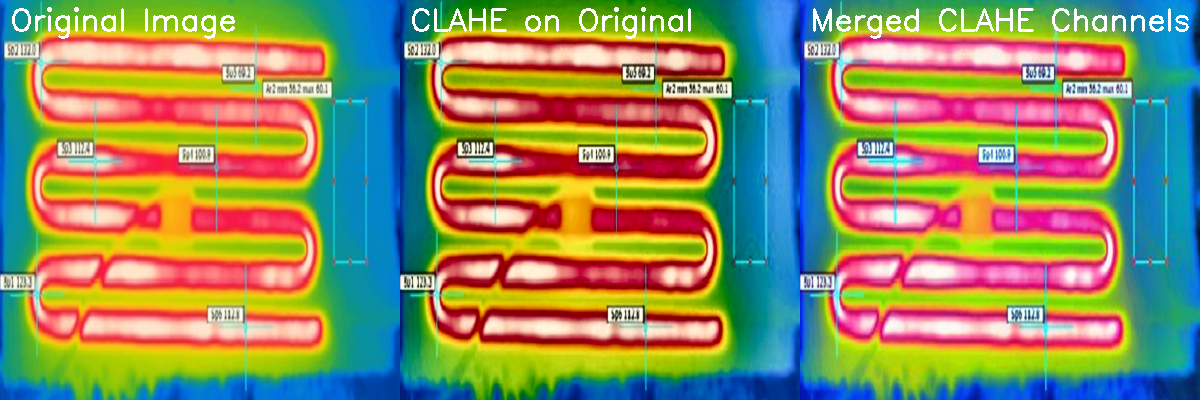 Original Image
Sp2 132.0
Sp5 69.2
Ar2 min 56.2 max 60.1
Sp3 112.4
Sp4 100.9
Sp1 123.3
Sp6 112.8
CLAHE on Original
Sp2 132.0
Sp5 69.2
Ar2 min 56.2 max 60.1
Sp3 112.4
Sp4 100.9
Sp1 123.3
Sp6 112.8
Merged CLAHE Channels
Sp2 132.0
Sp5 69.2
Ar2 min 56.2 max 60.1
Sp3 112.4
Sp4 100.9
Sp1 123.3
Sp6 112.8